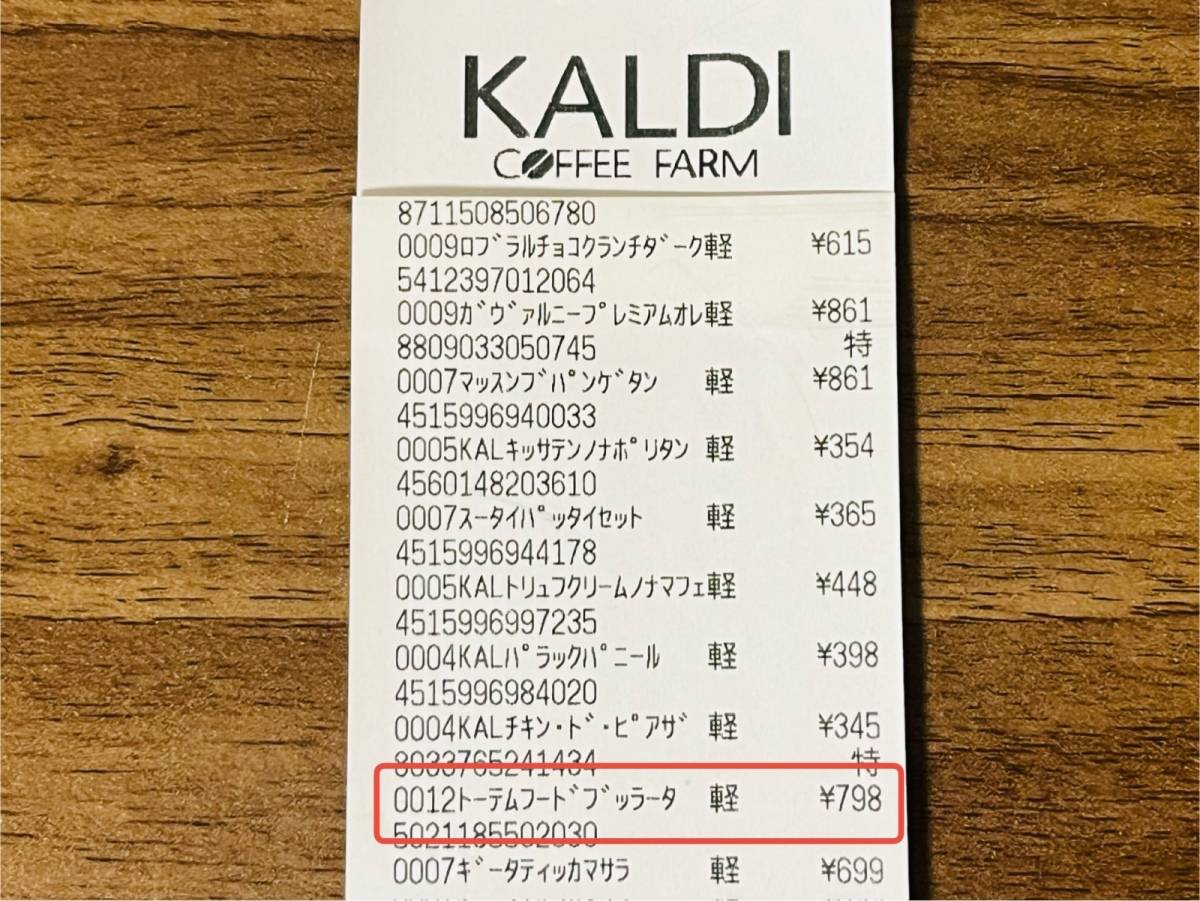 KALDI
COFFEE FARM
8711508506780
0009ロブラルチョコクランチダーク軽 ¥615
5412397012064
0009ガヴァルニープレミアムオレ軽 ¥861
8809033050745 特
0007マッスンブパンゲタン 軽 ¥861
4515996940033
0005KALキッサテンノナポリタン 軽 ¥354
4560148203610
0007スータイパッタイセット 軽 ¥365
4515996944178
0005KALトリュフクリームノナマフェ軽 ¥448
4515996997235
0004KALパラックパニール 軽 ¥398
4515996984020
0004KALチキン・ド・ピアザ 軽 ¥345
8033765241434 特
0012トーテムフードブッラータ 軽 ¥798
5021185502030
0007ギータティッカマサラ 軽 ¥699